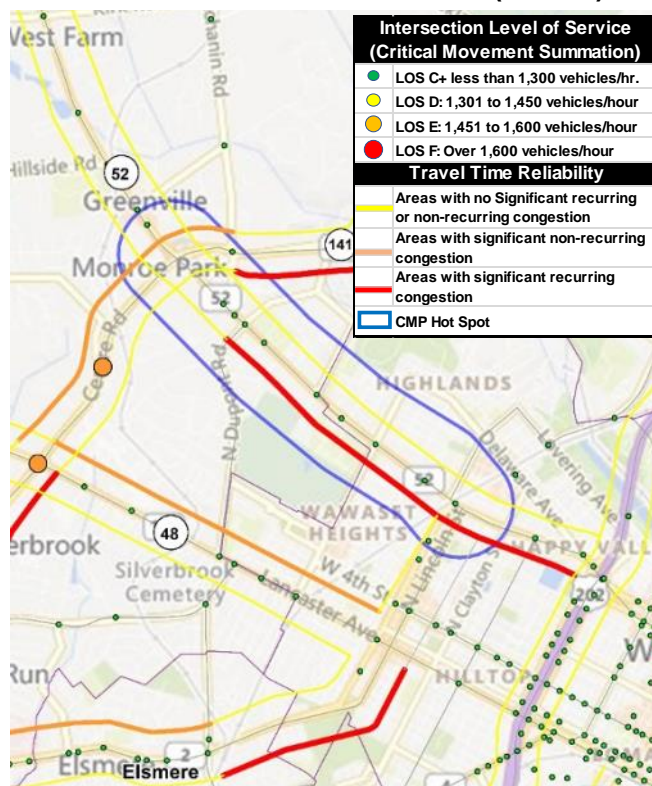 Intersection Level of Service
(Critical Movement Summation)
LOS C+ less than 1,300 vehicles/hr.
LOS D: 1,301 to 1,450 vehicles/hour
LOS E: 1,451 to 1,600 vehicles/hour
LOS F: Over 1,600 vehicles/hour
Travel Time Reliability
Areas with no Significant recurring
or non-recurring congestion
Areas with significant non-recurring
congestion
Areas with significant recurring
congestion
CMP Hot Spot
West Farm
Hillside Rd
52
Greenville
141
Monroe Park
52
Centre Rd
N Dupont Rd
HIGHLANDS
Delaware Ave
Lovering Ave
52
WAWASET
HEIGHTS
48
erbrook
Silverbrook
Cemetery
W 4th St
Lancaster Ave
N Lincoln St
N Clayton St
HAPPY VALL
202
W
Run
HILLTOP
2
Elsmere
Elsmere
4